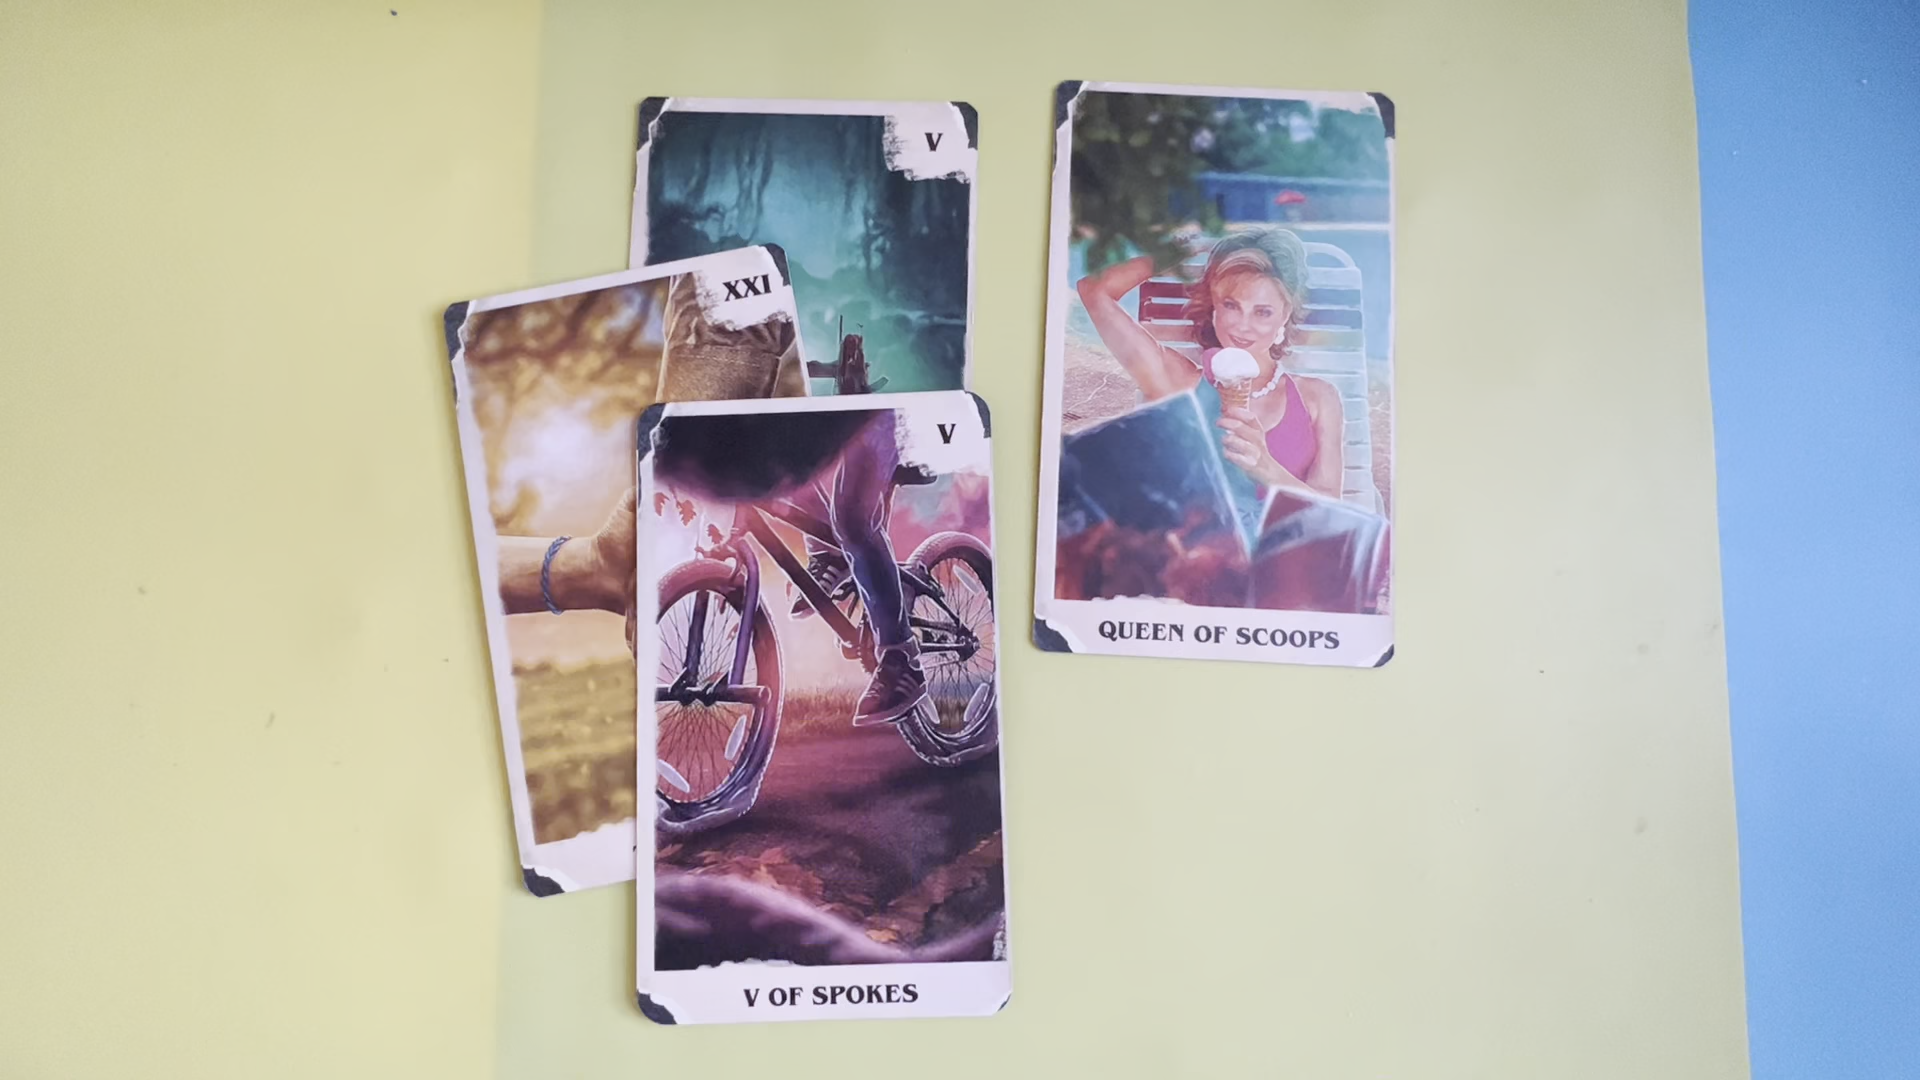 V
XXI
V
V OF SPOKES
QUEEN OF SCOOPS